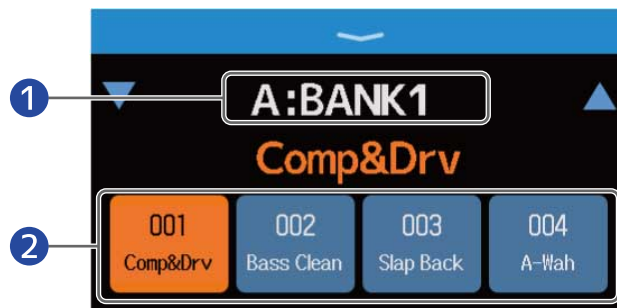 1
A:BANK1
Comp&Drv
2
001 002 003 004
Comp&Drv Bass Clean Slap Back A-Wah